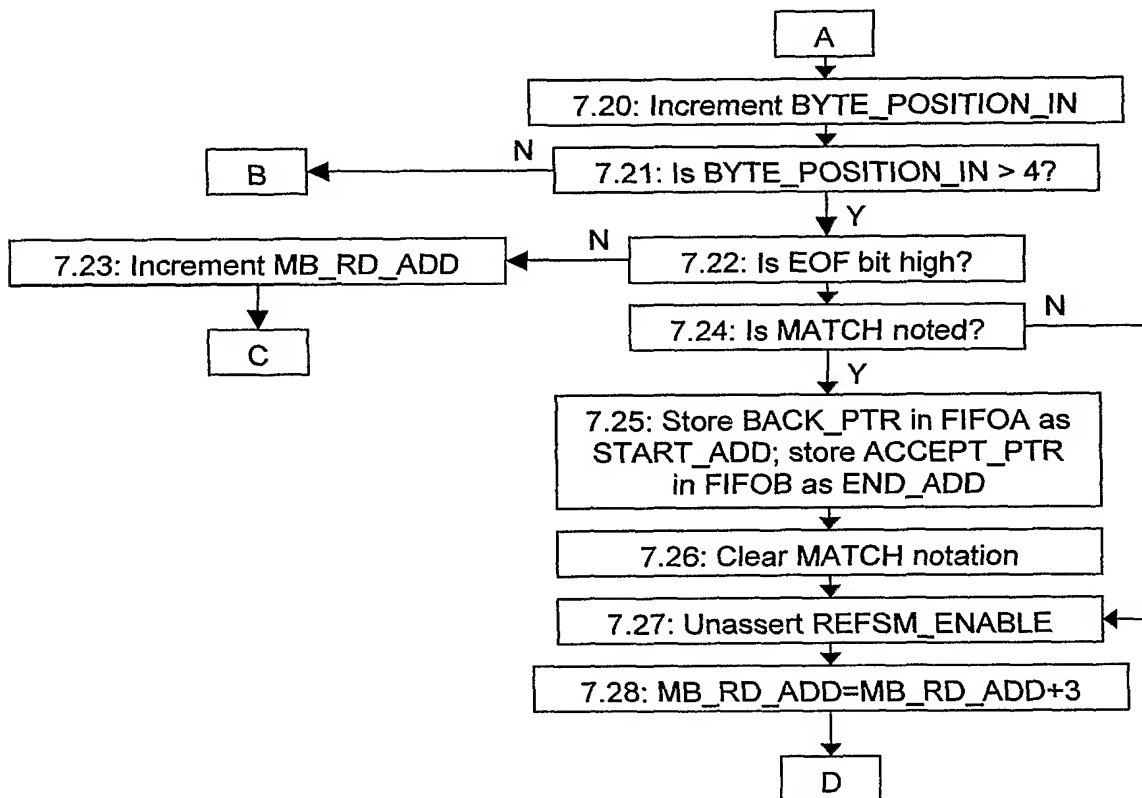 A
7.20: Increment BYTE_POSITION_IN
N
B
7.21: Is BYTE_POSITION_IN > 4?
Y
N
7.23: Increment MB_RD_ADD
7.22: Is EOF bit high?
N
7.24: Is MATCH noted?
C
Y
7.25: Store BACK_PTR in FIFOA as
START_ADD; store ACCEPT_PTR
in FIFOB as END_ADD
7.26: Clear MATCH notation
7.27: Unassert REFSM_ENABLE
7.28: MB_RD_ADD=MB_RD_ADD+3
D